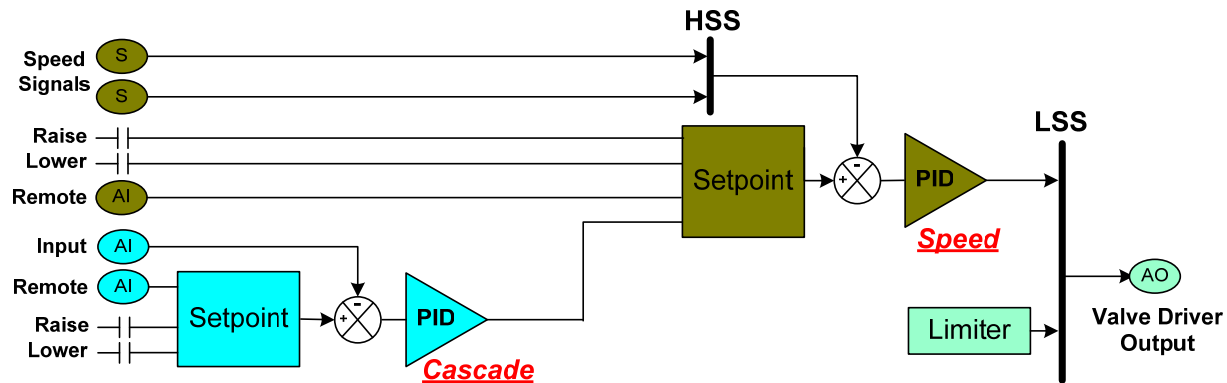 HSS
Speed
Signals
S
S
Raise
Lower
Remote
AI
Setpoint
-
+
PID
Speed
LSS
Input
AI
Remote
AI
Raise
Lower
Setpoint
-
+
PID
Cascade
Limiter
AO
Valve Driver
Output